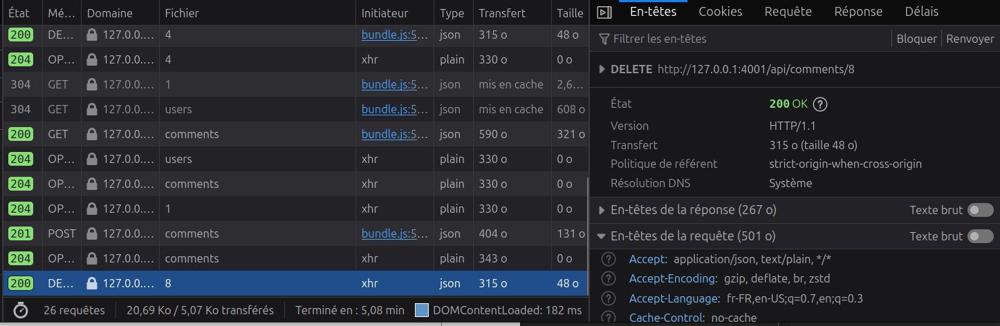 État Mé… Domaine Fichier Initiateur Type Transfert Taille
200 DE… 127.0.0.… 4 bundle.js:5… json 315 o 48 o
204 OP… 127.0.0.… 4 xhr plain 330 o 0 o
304 GET 127.0.0.… 1 bundle.js:5… json mis en cache 2,6…
304 GET 127.0.0.… users bundle.js:5… json mis en cache 608 o
200 GET 127.0.0.… comments bundle.js:5… json 590 o 321 o
204 OP… 127.0.0.… users xhr plain 330 o 0 o
204 OP… 127.0.0.… comments xhr plain 330 o 0 o
204 OP… 127.0.0.… 1 xhr plain 330 o 0 o
201 POST 127.0.0.… comments bundle.js:5… json 404 o 131 o
204 OP… 127.0.0.… comments xhr plain 343 o 0 o
200 DE… 127.0.0.… 8 xhr json 315 o 48 o
26 requêtes 20,69 Ko / 5,07 Ko transférés Terminé en : 5,08 min DOMContentLoaded: 182 ms
En-têtes Cookies Requête Réponse Délais
Filtrer les en-têtes Bloquer Renvoyer
DELETE http://127.0.0.1:4001/api/comments/8
État 200 OK ?
Version HTTP/1.1
Transfert 315 o (taille 48 o)
Politique de référent strict-origin-when-cross-origin
Résolution DNS Système
En-têtes de la réponse (267 o) Texte brut
En-têtes de la requête (501 o) Texte brut
? Accept: application/json, text/plain, */*
? Accept-Encoding: gzip, deflate, br, zstd
? Accept-Language: fr-FR,en-US;q=0.7,en;q=0.3
? Cache-Control: no-cache